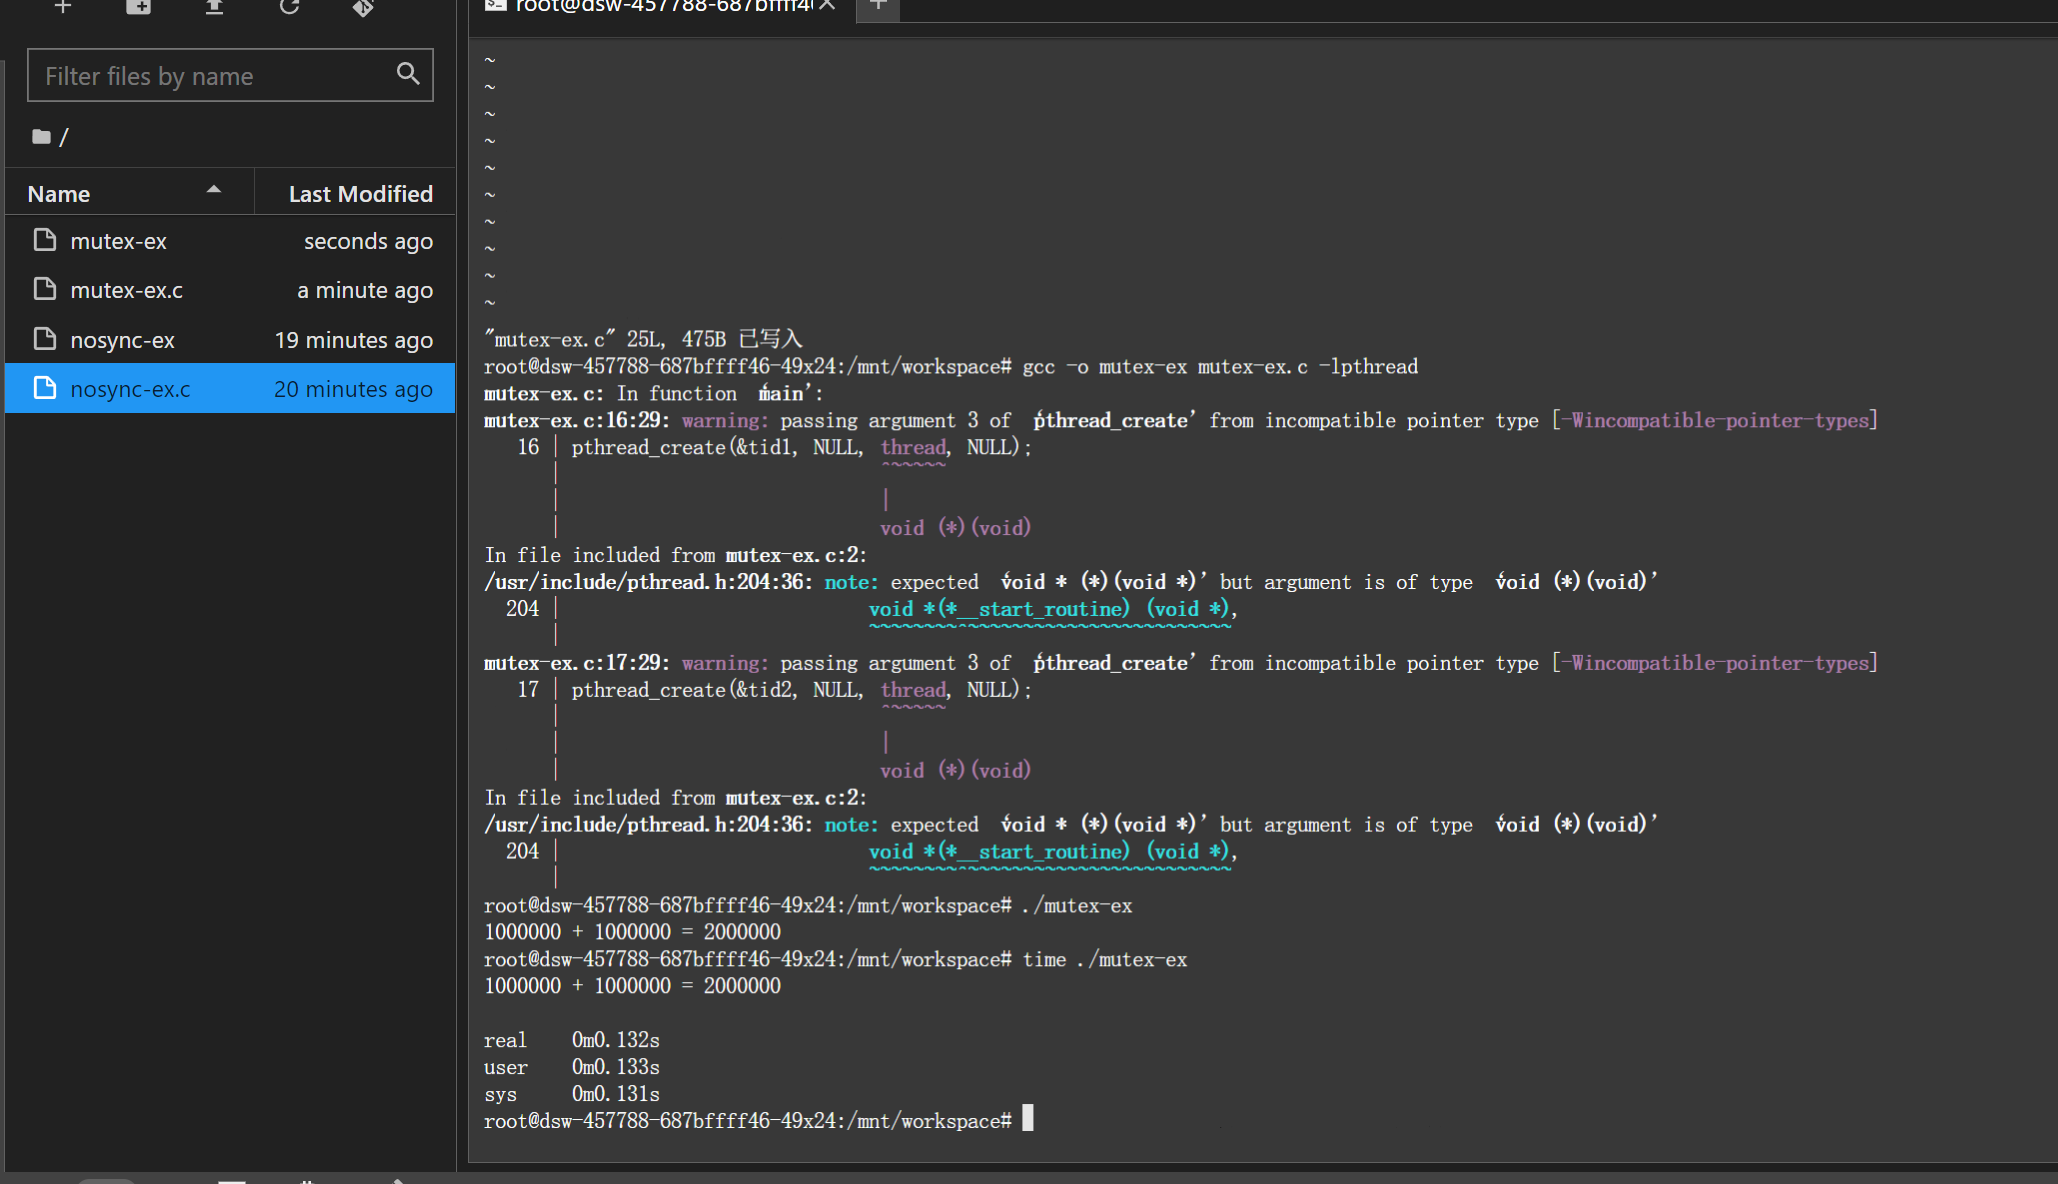 root@dsw-457788-687bffff4
Filter files by name
/
Name Last Modified
mutex-ex seconds ago
mutex-ex.c a minute ago
nosync-ex 19 minutes ago
nosync-ex.c 20 minutes ago
~
~
~
~
~
~
~
~
~
~
"mutex-ex.c" 25L, 475B 已写入
root@dsw-457788-687bffff46-49x24:/mnt/workspace# gcc -o mutex-ex mutex-ex.c -lpthread
mutex-ex.c: In function ‘main’:
mutex-ex.c:16:29: warning: passing argument 3 of ‘pthread_create’ from incompatible pointer type [-Wincompatible-pointer-types]
16 | pthread_create(&tid1, NULL, thread, NULL);
| ^~~~~~
| |
| void (*)(void)
In file included from mutex-ex.c:2:
/usr/include/pthread.h:204:36: note: expected ‘void * (*)(void *)’ but argument is of type ‘void (*)(void)’
204 | void *(*__start_routine) (void *),
| ~~~~~~~~^~~~~~~~~~~~~~~~~~~~~~~~
mutex-ex.c:17:29: warning: passing argument 3 of ‘pthread_create’ from incompatible pointer type [-Wincompatible-pointer-types]
17 | pthread_create(&tid2, NULL, thread, NULL);
| ^~~~~~
| |
| void (*)(void)
In file included from mutex-ex.c:2:
/usr/include/pthread.h:204:36: note: expected ‘void * (*)(void *)’ but argument is of type ‘void (*)(void)’
204 | void *(*__start_routine) (void *),
| ~~~~~~~~^~~~~~~~~~~~~~~~~~~~~~~~
root@dsw-457788-687bffff46-49x24:/mnt/workspace# ./mutex-ex
1000000 + 1000000 = 2000000
root@dsw-457788-687bffff46-49x24:/mnt/workspace# time ./mutex-ex
1000000 + 1000000 = 2000000
real 0m0.132s
user 0m0.133s
sys 0m0.131s
root@dsw-457788-687bffff46-49x24:/mnt/workspace#